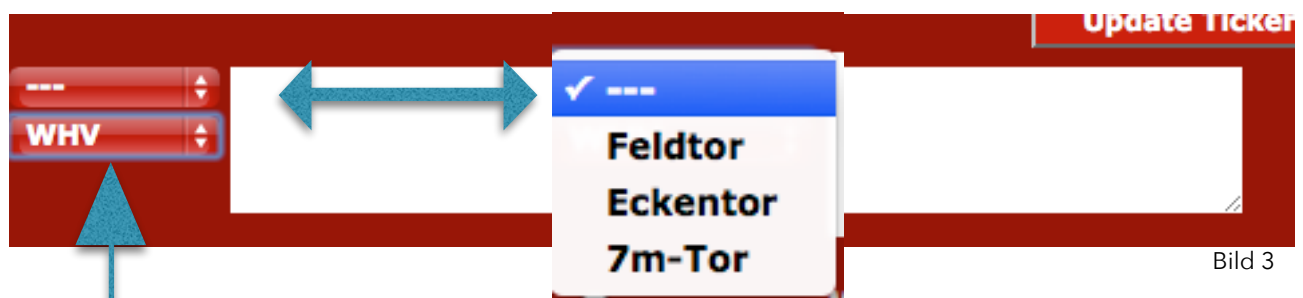 Update Ticker
---
WHV
✓ ---
Feldtor
Eckentor
7m-Tor
Bild 3